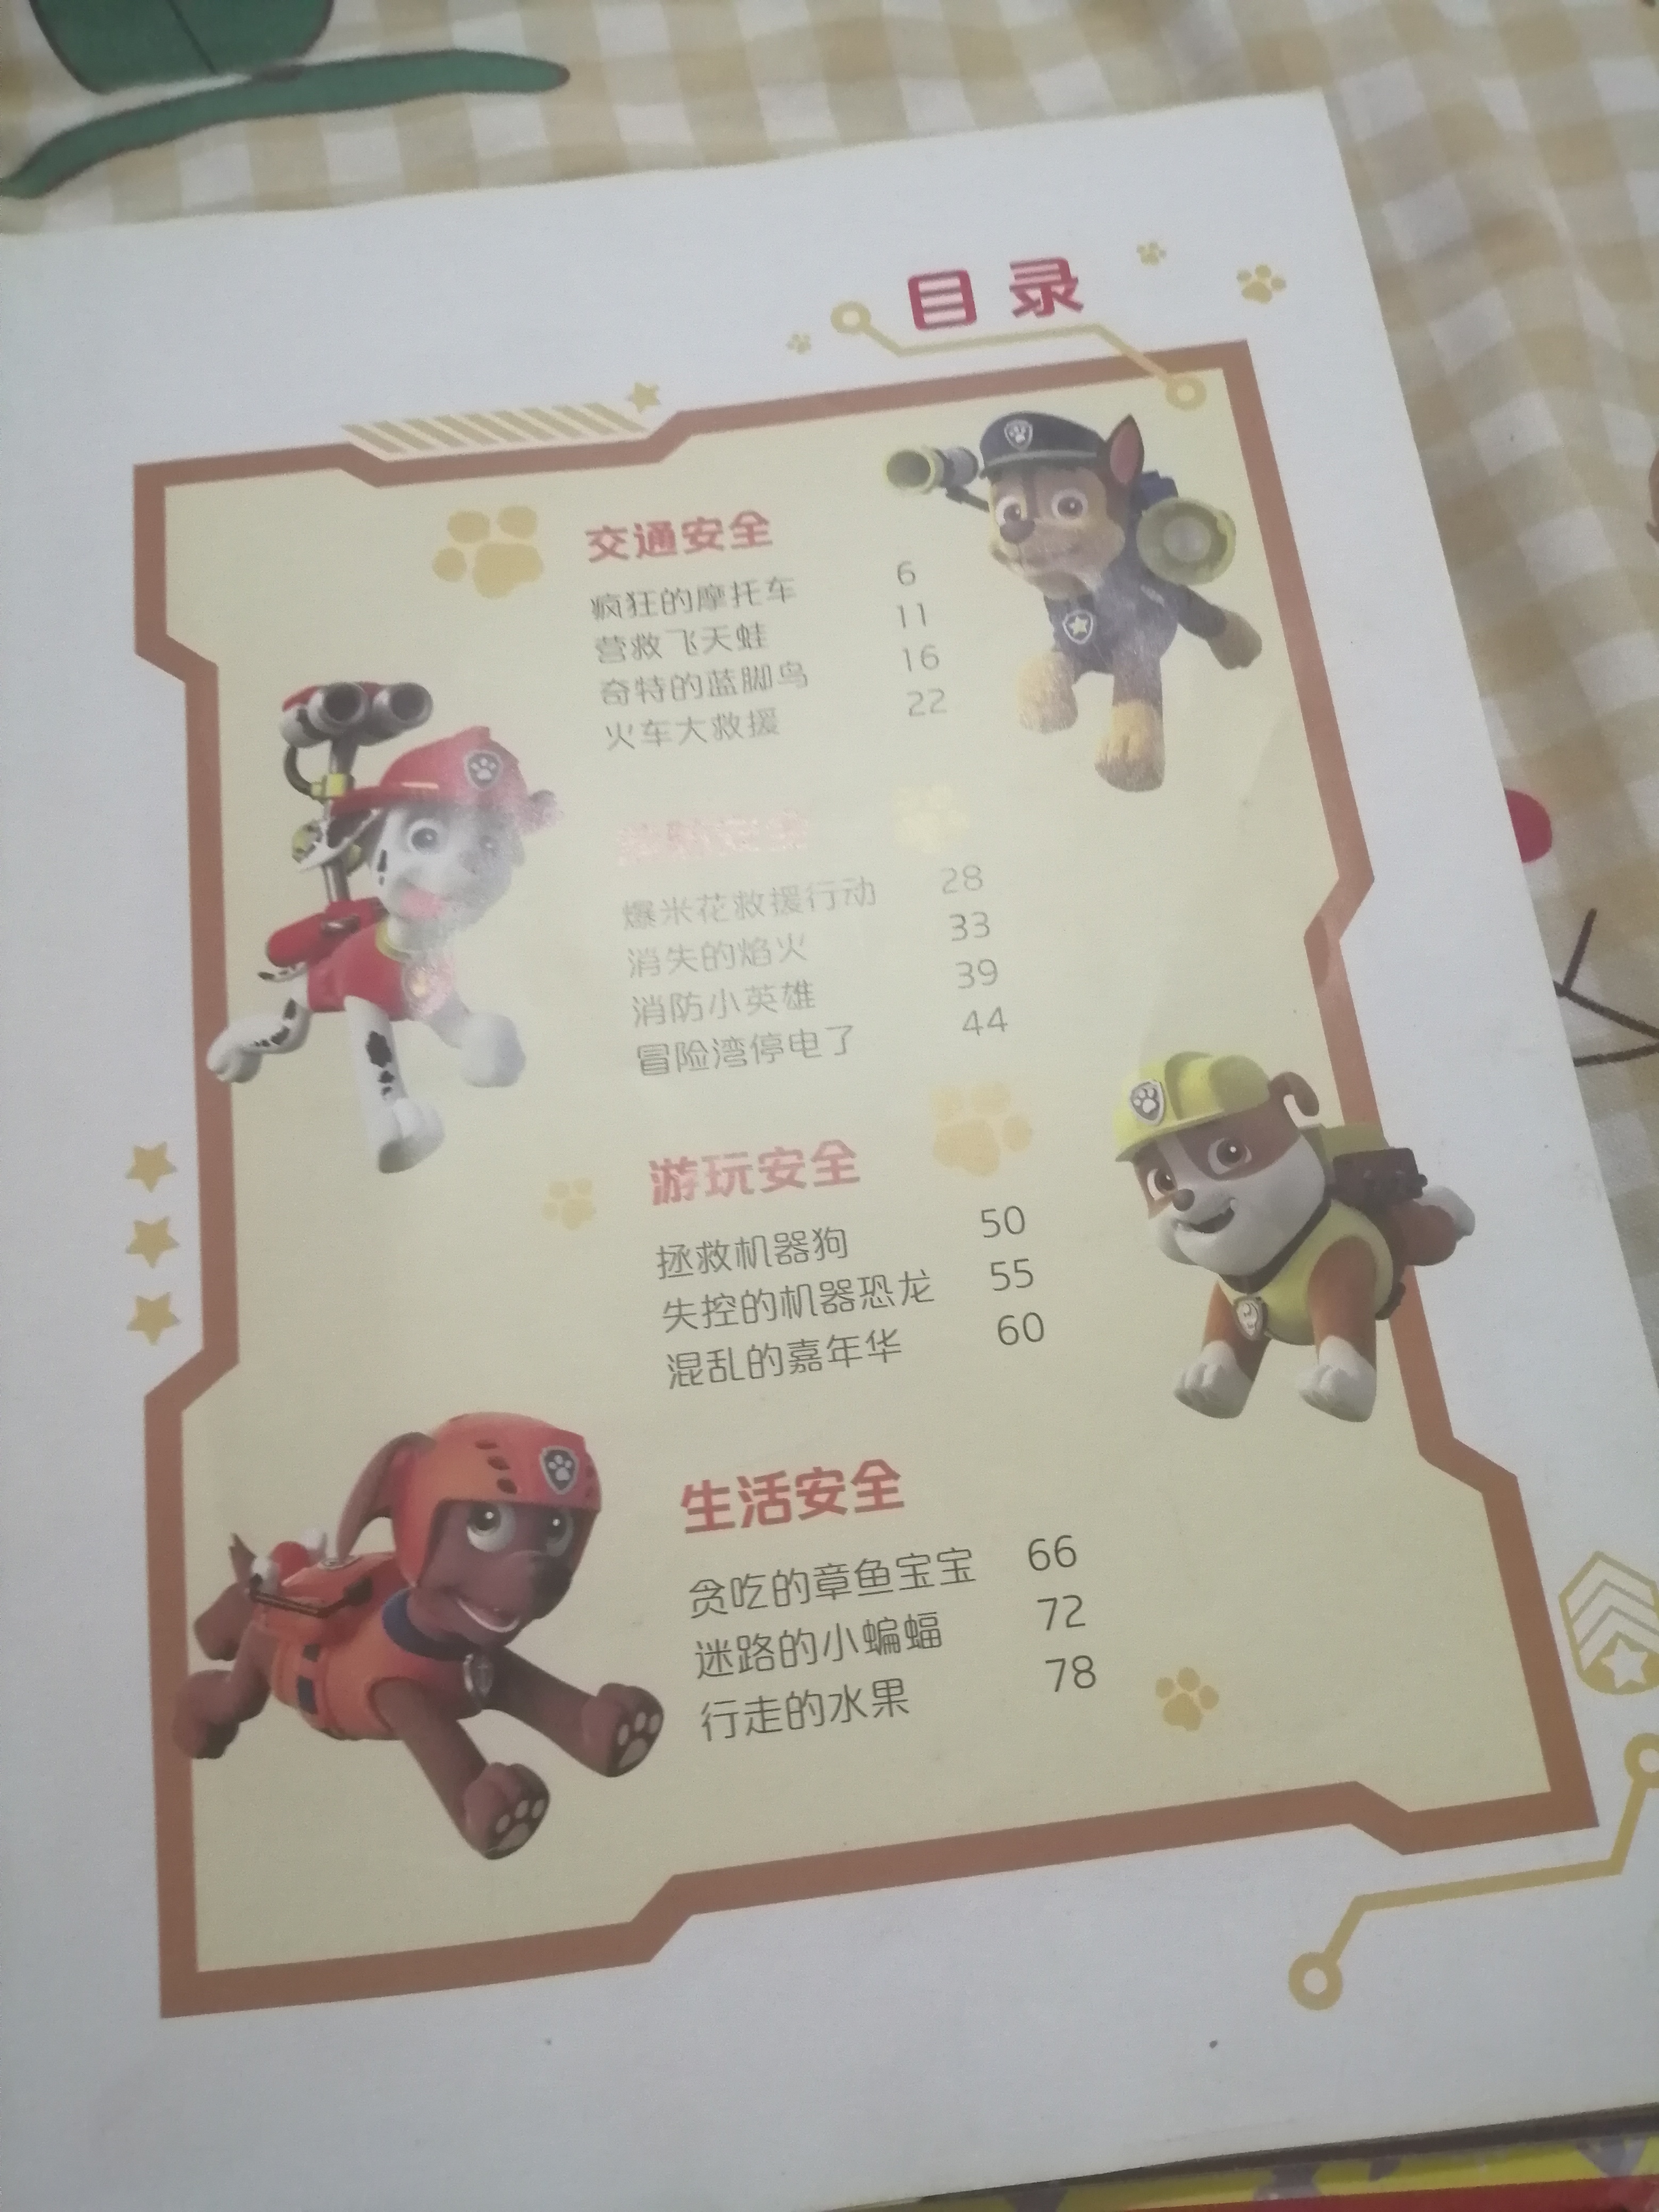 目录
交通安全
疯狂的摩托车 6
营救飞天蛙 11
奇特的蓝脚鸟 16
火车大救援 22
安全
爆米花救援行动 28
消失的焰火 33
消防小英雄 39
冒险湾停电了 44
游玩安全
拯救机器狗 50
失控的机器恐龙 55
混乱的嘉年华 60
生活安全
贪吃的章鱼宝宝 66
迷路的小蝙蝠 72
行走的水果 78